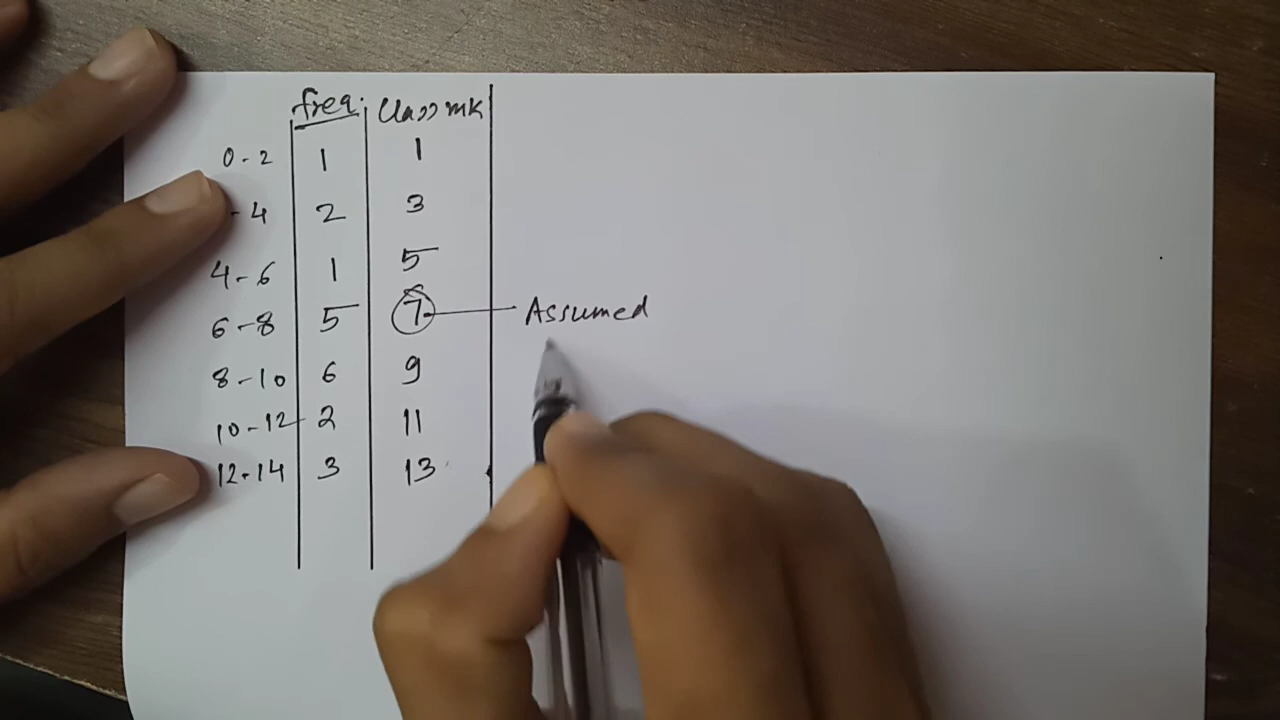 freq. Class mk
0-2 1 1
-4 2 3
4-6 1 5
6-8 5 7 Assumed
8-10 6 9
10-12 2 11
12-14 3 13